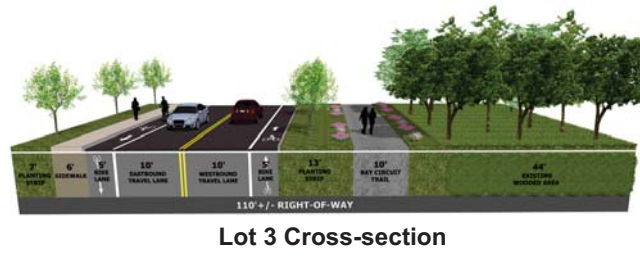 7'
PLANTING
STRIP
6'
SIDEWALK
5'
BIKE
LANE
10'
EASTBOUND
TRAVEL LANE
10'
WESTBOUND
TRAVEL LANE
5'
BIKE
LANE
13'
PLANTING
STRIP
10'
BAY CIRCUIT
TRAIL
44'
EXISTING
WOODED AREA
110'+/- RIGHT-OF-WAY
Lot 3 Cross-section